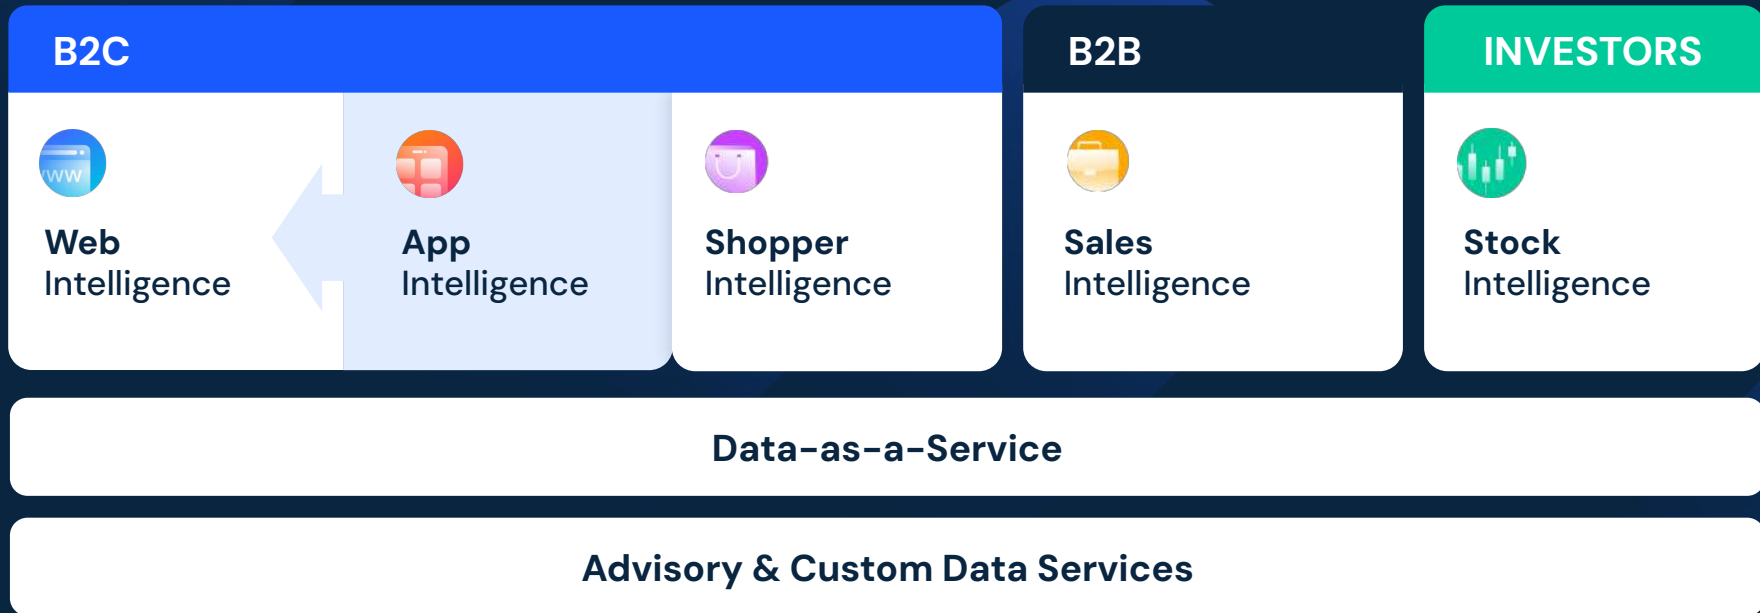 B2C
B2B
INVESTORS
www
Web
Intelligence
App
Intelligence
Shopper
Intelligence
Sales
Intelligence
Stock
Intelligence
Data-as-a-Service
Advisory & Custom Data Services